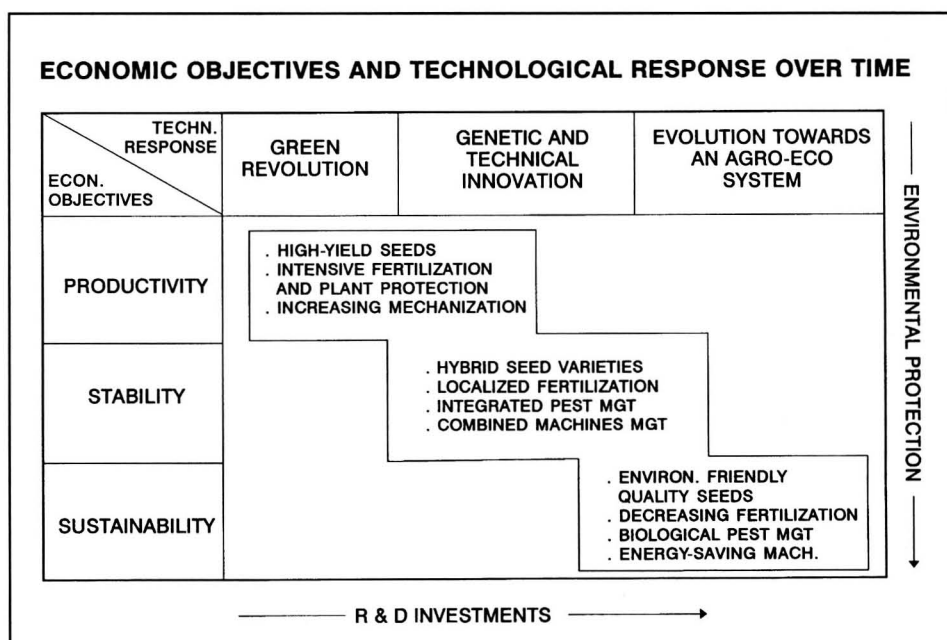 ECONOMIC OBJECTIVES AND TECHNOLOGICAL RESPONSE OVER TIME
TECHN.
RESPONSE
ECON.
OBJECTIVES
GREEN
REVOLUTION
GENETIC AND
TECHNICAL
INNOVATION
EVOLUTION TOWARDS
AN AGRO-ECO
SYSTEM
PRODUCTIVITY
. HIGH-YIELD SEEDS
. INTENSIVE FERTILIZATION
AND PLANT PROTECTION
. INCREASING MECHANIZATION
STABILITY
. HYBRID SEED VARIETIES
. LOCALIZED FERTILIZATION
. INTEGRATED PEST MGT
. COMBINED MACHINES MGT
SUSTAINABILITY
. ENVIRON. FRIENDLY
QUALITY SEEDS
. DECREASING FERTILIZATION
. BIOLOGICAL PEST MGT
. ENERGY-SAVING MACH.
ENVIRONMENTAL PROTECTION
R & D INVESTMENTS